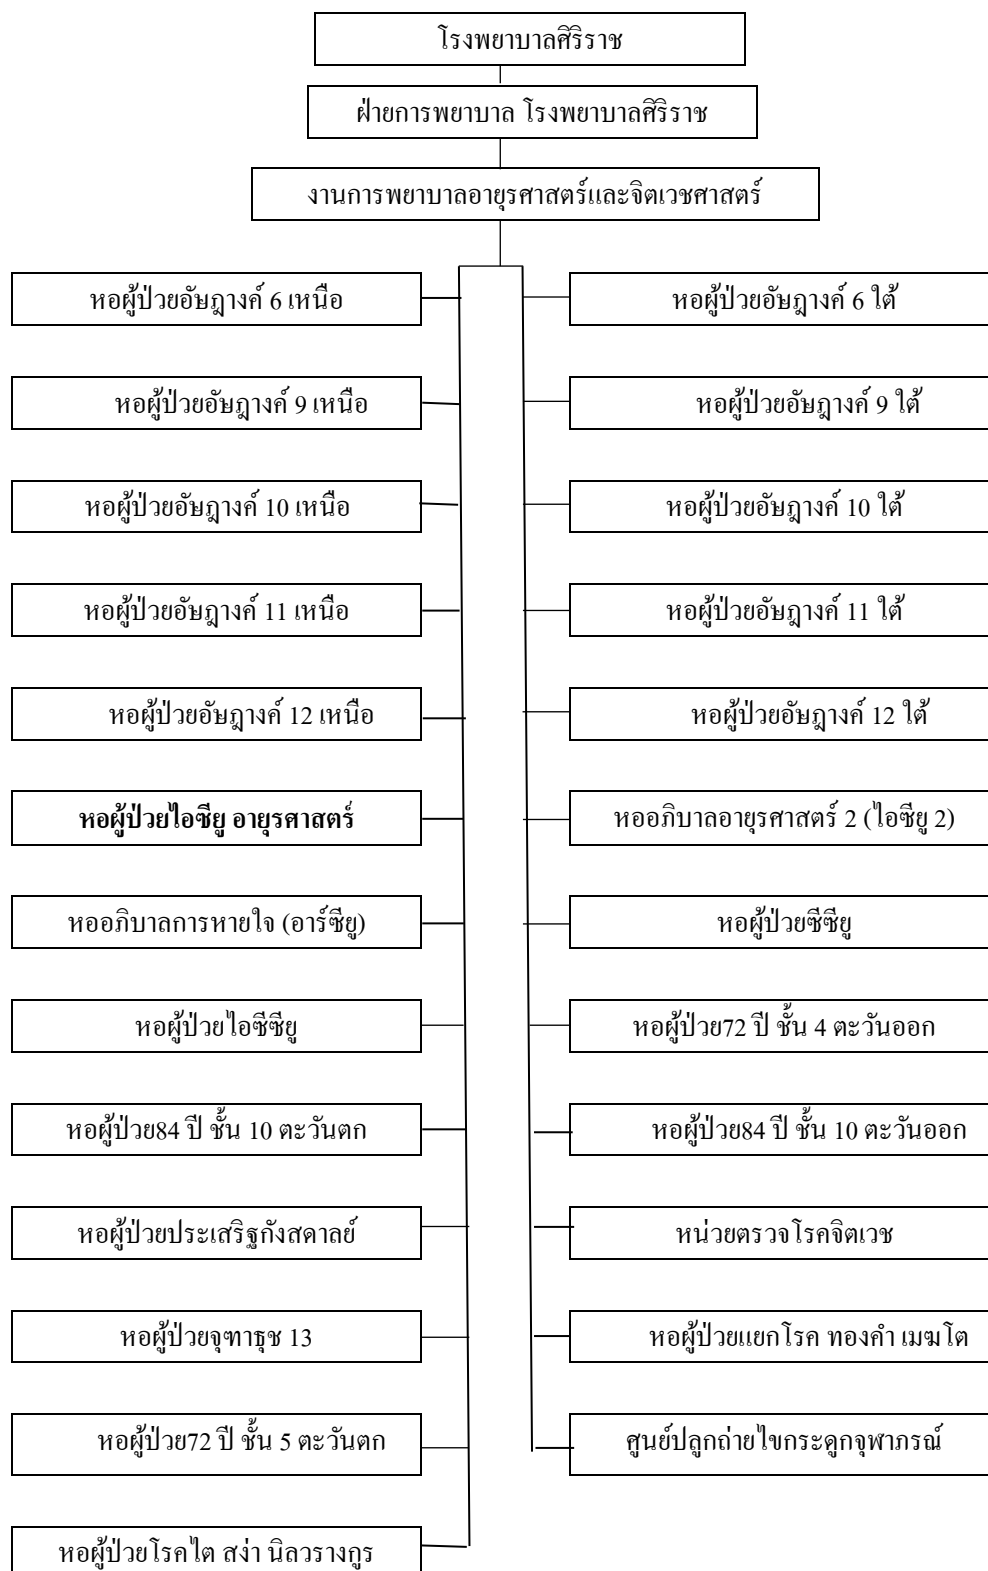 โรงพยาบาลศิริราช
ฝ่ายการพยาบาล โรงพยาบาลศิริราช
งานการพยาบาลอายุรศาสตร์และจิตเวชศาสตร์
หอผู้ป่วยอัษฎางค์ 6 เหนือ
หอผู้ป่วยอัษฎางค์ 6 ใต้
หอผู้ป่วยอัษฎางค์ 9 เหนือ
หอผู้ป่วยอัษฎางค์ 9 ใต้
หอผู้ป่วยอัษฎางค์ 10 เหนือ
หอผู้ป่วยอัษฎางค์ 10 ใต้
หอผู้ป่วยอัษฎางค์ 11 เหนือ
หอผู้ป่วยอัษฎางค์ 11 ใต้
หอผู้ป่วยอัษฎางค์ 12 เหนือ
หอผู้ป่วยอัษฎางค์ 12 ใต้
หอผู้ป่วยไอซียู อายุรศาสตร์
หออภิบาลอายุรศาสตร์ 2 (ไอซียู 2)
หออภิบาลการหายใจ (อาร์ซียู)
หอผู้ป่วยซีซียู
หอผู้ป่วยไอซีซียู
หอผู้ป่วย72 ปี ชั้น 4 ตะวันออก
หอผู้ป่วย84 ปี ชั้น 10 ตะวันตก
หอผู้ป่วย84 ปี ชั้น 10 ตะวันออก
หอผู้ป่วยประเสริฐกังสดาลย์
หน่วยตรวจโรคจิตเวช
หอผู้ป่วยจุฑาธุช 13
หอผู้ป่วยแยกโรค ทองคำ เมฆโต
หอผู้ป่วย72 ปี ชั้น 5 ตะวันตก
ศูนย์ปลูกถ่ายไขกระดูกจุฬาภรณ์
หอผู้ป่วยโรคไต สง่า นิลวรางกูร